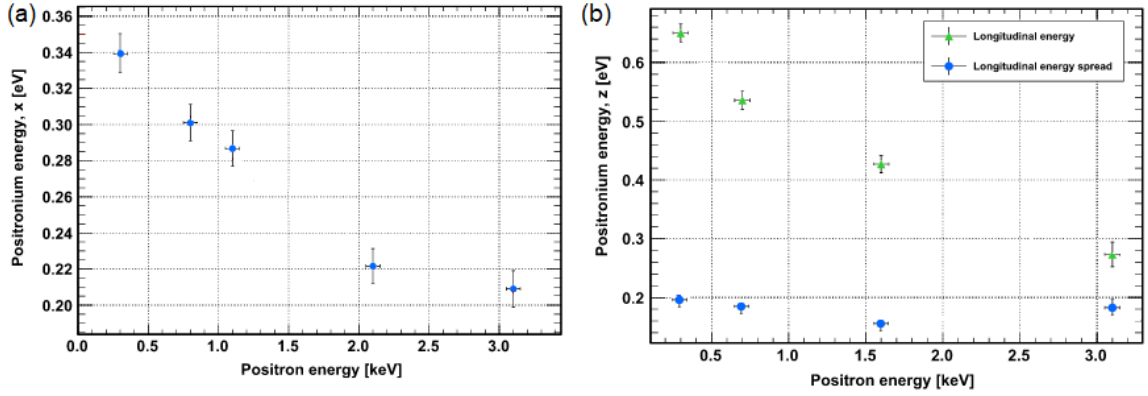 (a)
Positronium energy, x [eV]
0.36
0.34
0.32
0.30
0.28
0.26
0.24
0.22
0.20
0.0 0.5 1.0 1.5 2.0 2.5 3.0
Positron energy [keV]
(b)
Positronium energy, z [eV]
0.6
0.5
0.4
0.3
0.2
Longitudinal energy
Longitudinal energy spread
0.5 1.0 1.5 2.0 2.5 3.0
Positron energy [keV]